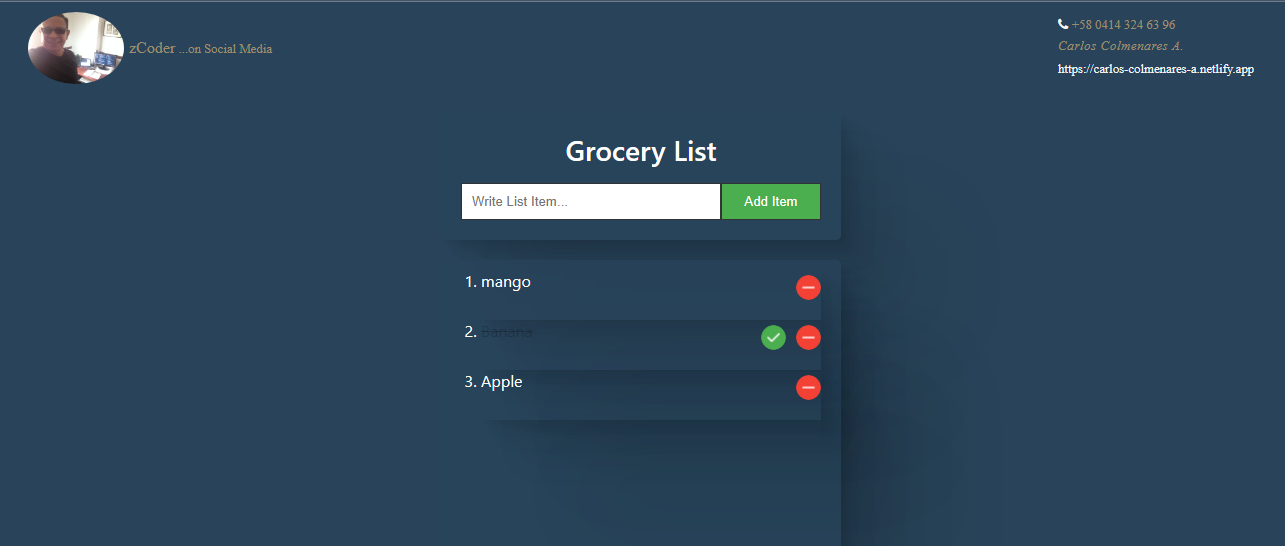 zCoder ...on Social Media
+58 0414 324 63 96
Carlos Colmenares A.
https://carlos-colmenares-a.netlify.app
Grocery List
Write List Item...
Add Item
1. mango
2. Banana
3. Apple